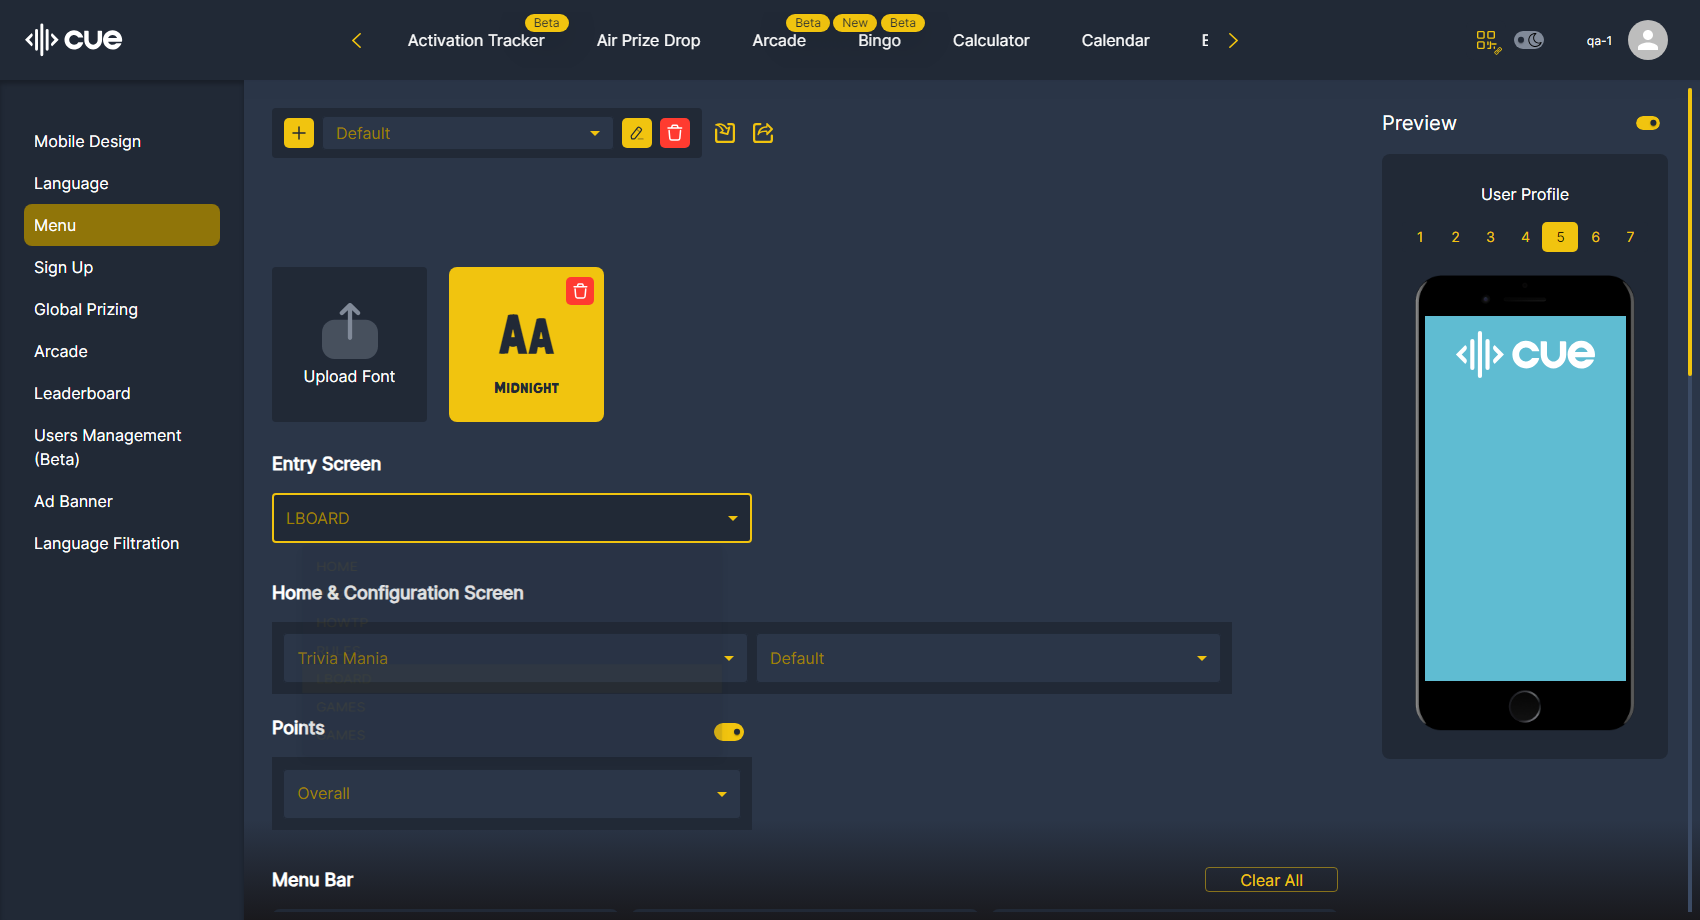 cue
Activation Tracker
Beta
Air Prize Drop
Arcade
Beta
Bingo
New
Beta
Calculator
Calendar
qa-1
Mobile Design
Language
Menu
Sign Up
Global Prizing
Arcade
Leaderboard
Users Management
(Beta)
Ad Banner
Language Filtration
Default
Upload Font
AA
MIDNIGHT
Entry Screen
LBOARD
HOME
Home & Configuration Screen
HOWTP
Trivia Mania
Default
LBOARD
GAMES
Points
GAMES
Overall
Menu Bar
Clear All
Preview
User Profile
1 2 3 4 5 6 7
cue